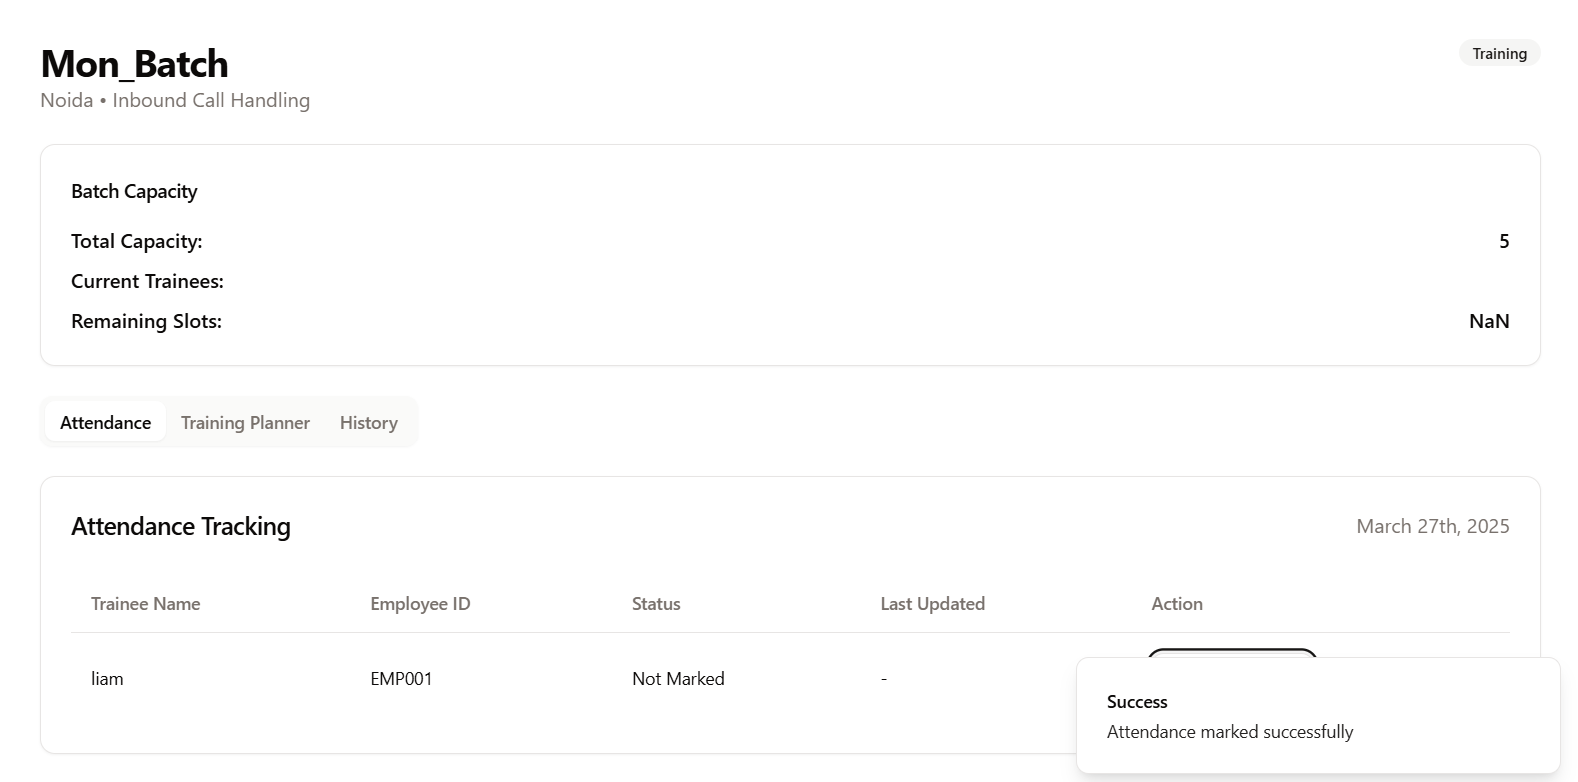 Mon_Batch
Training
Noida • Inbound Call Handling
Batch Capacity
Total Capacity: 5
Current Trainees:
Remaining Slots: NaN
Attendance Training Planner History
Attendance Tracking March 27th, 2025
Trainee Name Employee ID Status Last Updated Action
liam EMP001 Not Marked -
Success
Attendance marked successfully